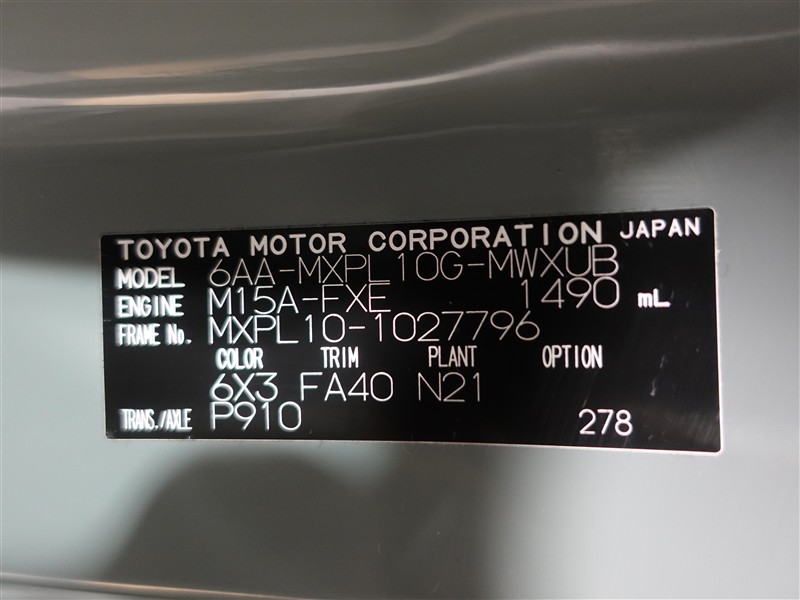 TOYOTA MOTOR CORPORATION JAPAN
MODEL 6AA-MXPL10G-MWXUB
ENGINE M15A-FXE 1490 mL
FRAME No. MXPL10-1027796
COLOR TRIM PLANT OPTION
6X3 FA40 N21
TRANS./AXLE P910 278